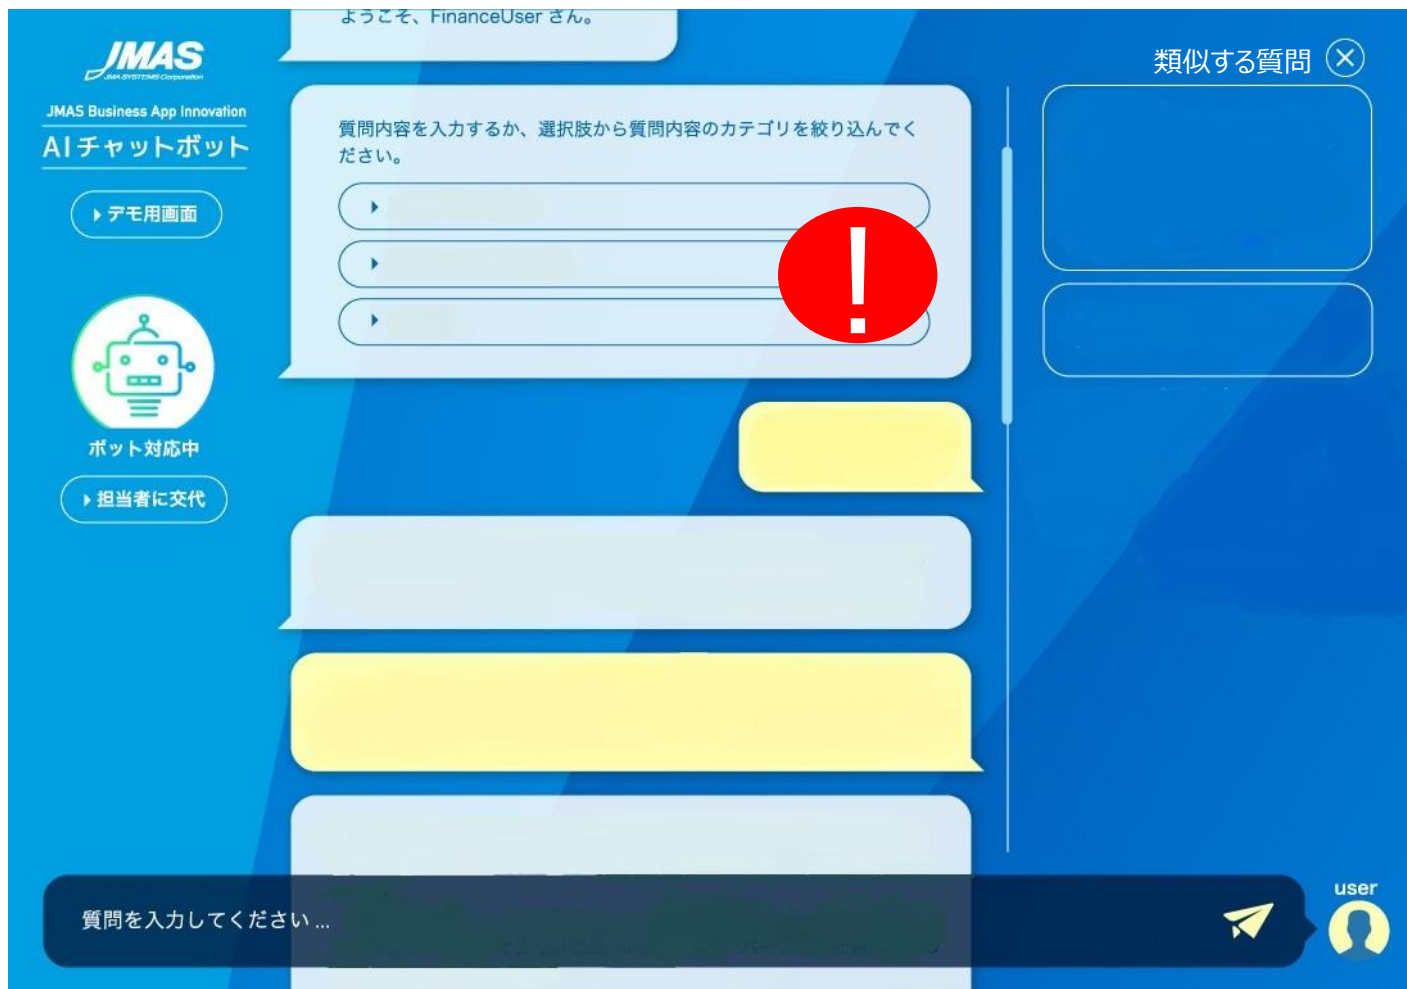 ようこそ、FinanceUser さん。
JMAS
JMA SYSTEMS Corporation
JMAS Business App Innovation
AIチャットボット
デモ用画面
ボット対応中
担当者に交代
質問内容を入力するか、選択肢から質問内容のカテゴリを絞り込んでく
ださい。
!
類似する質問
質問を入力してください...
user